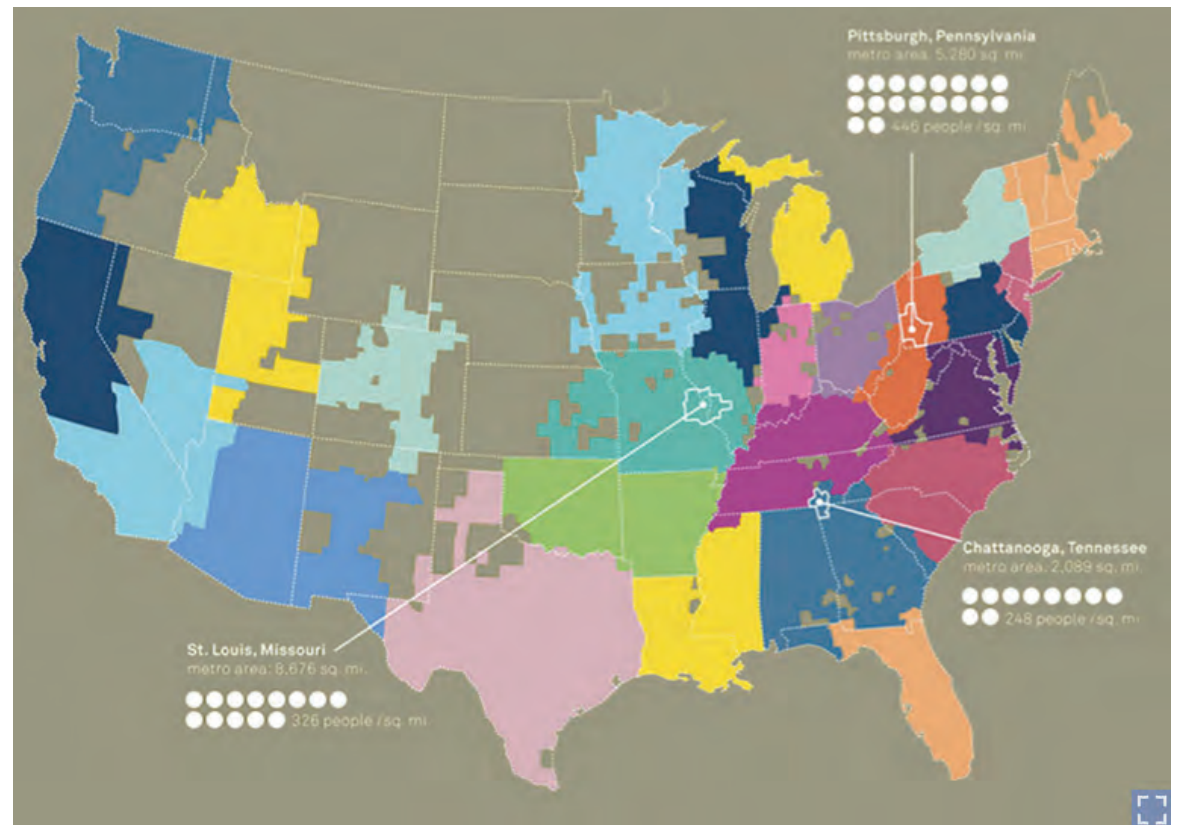 Pittsburgh, Pennsylvania
metro area: 5,280 sq. mi.
446 people / sq. mi.
Chattanooga, Tennessee
metro area: 2,089 sq. mi.
248 people / sq. mi.
St. Louis, Missouri
metro area: 8,676 sq. mi.
326 people / sq. mi.